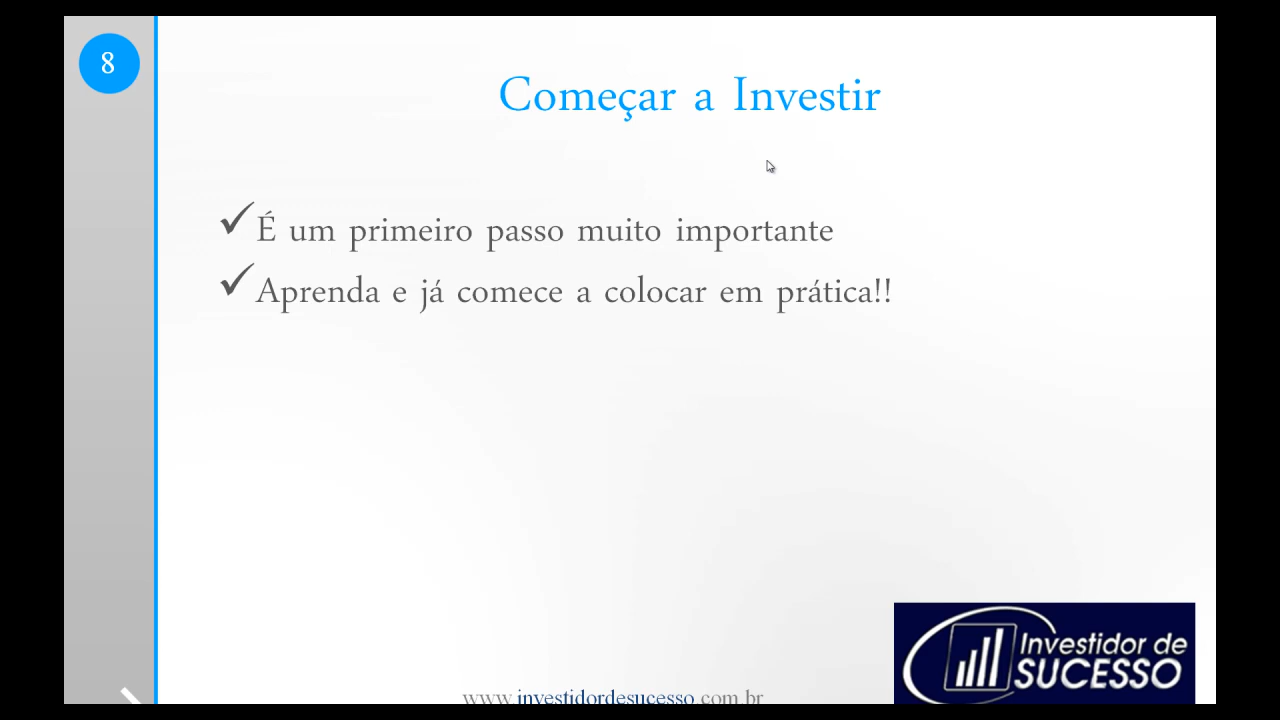 8
Começar a Investir
É um primeiro passo muito importante
Aprenda e já comece a colocar em prática!!
Investidor de
SUCESSO
www.investidordesucesso.com.br